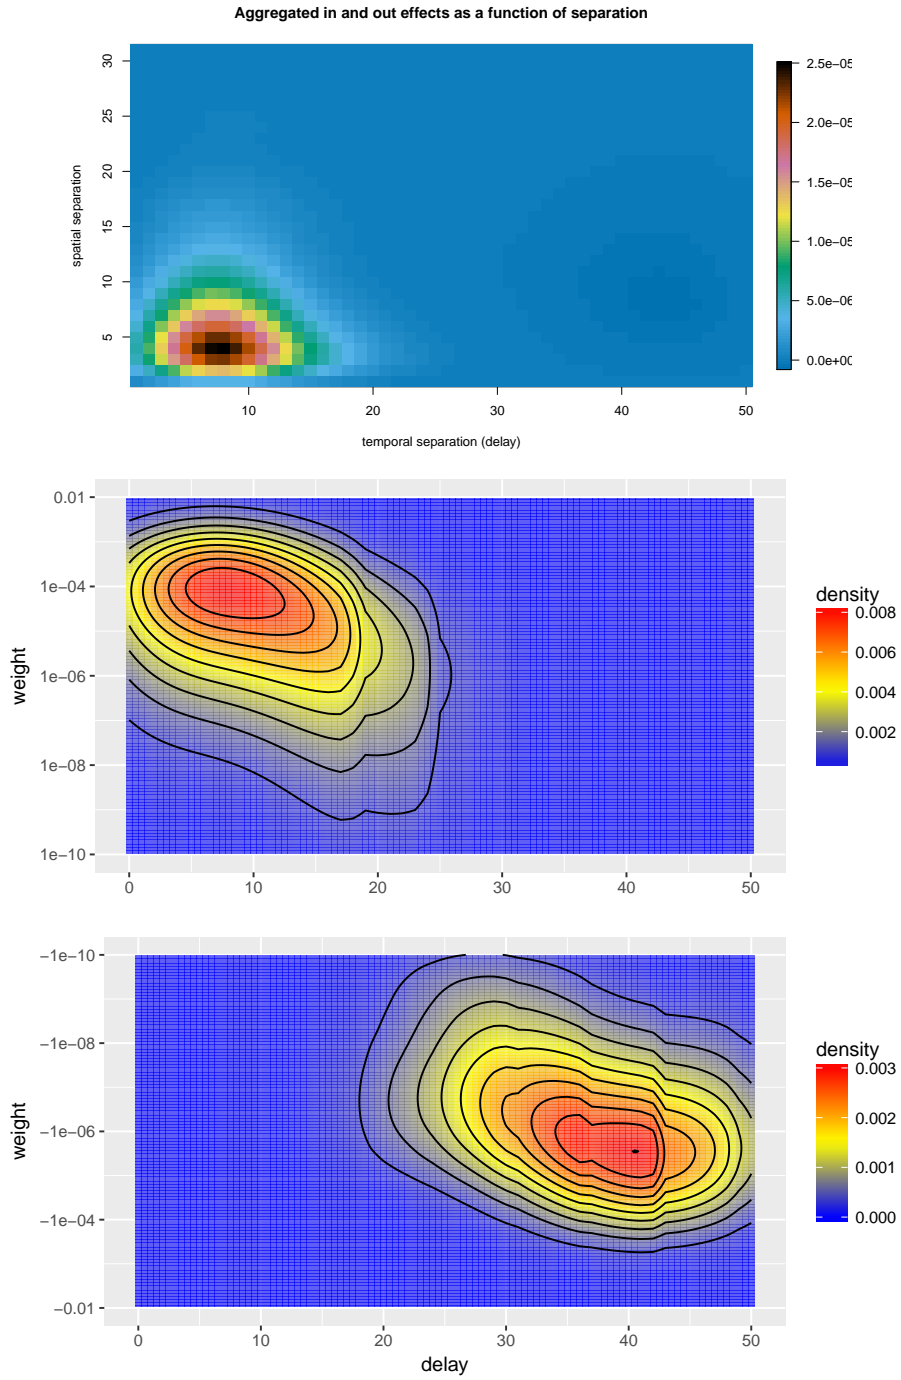 Aggregated in and out effects as a function of separation
30
25
20
15
10
5
spatial separation
10 20 30 40 50
temporal separation (delay)
2.5e−05
2.0e−05
1.5e−05
1.0e−05
5.0e−06
0.0e+00
0.01
1e−04
1e−06
1e−08
1e−10
weight
0 10 20 30 40 50
density
0.008
0.006
0.004
0.002
−1e−10
−1e−08
−1e−06
−1e−04
−0.01
weight
0 10 20 30 40 50
delay
density
0.003
0.002
0.001
0.000